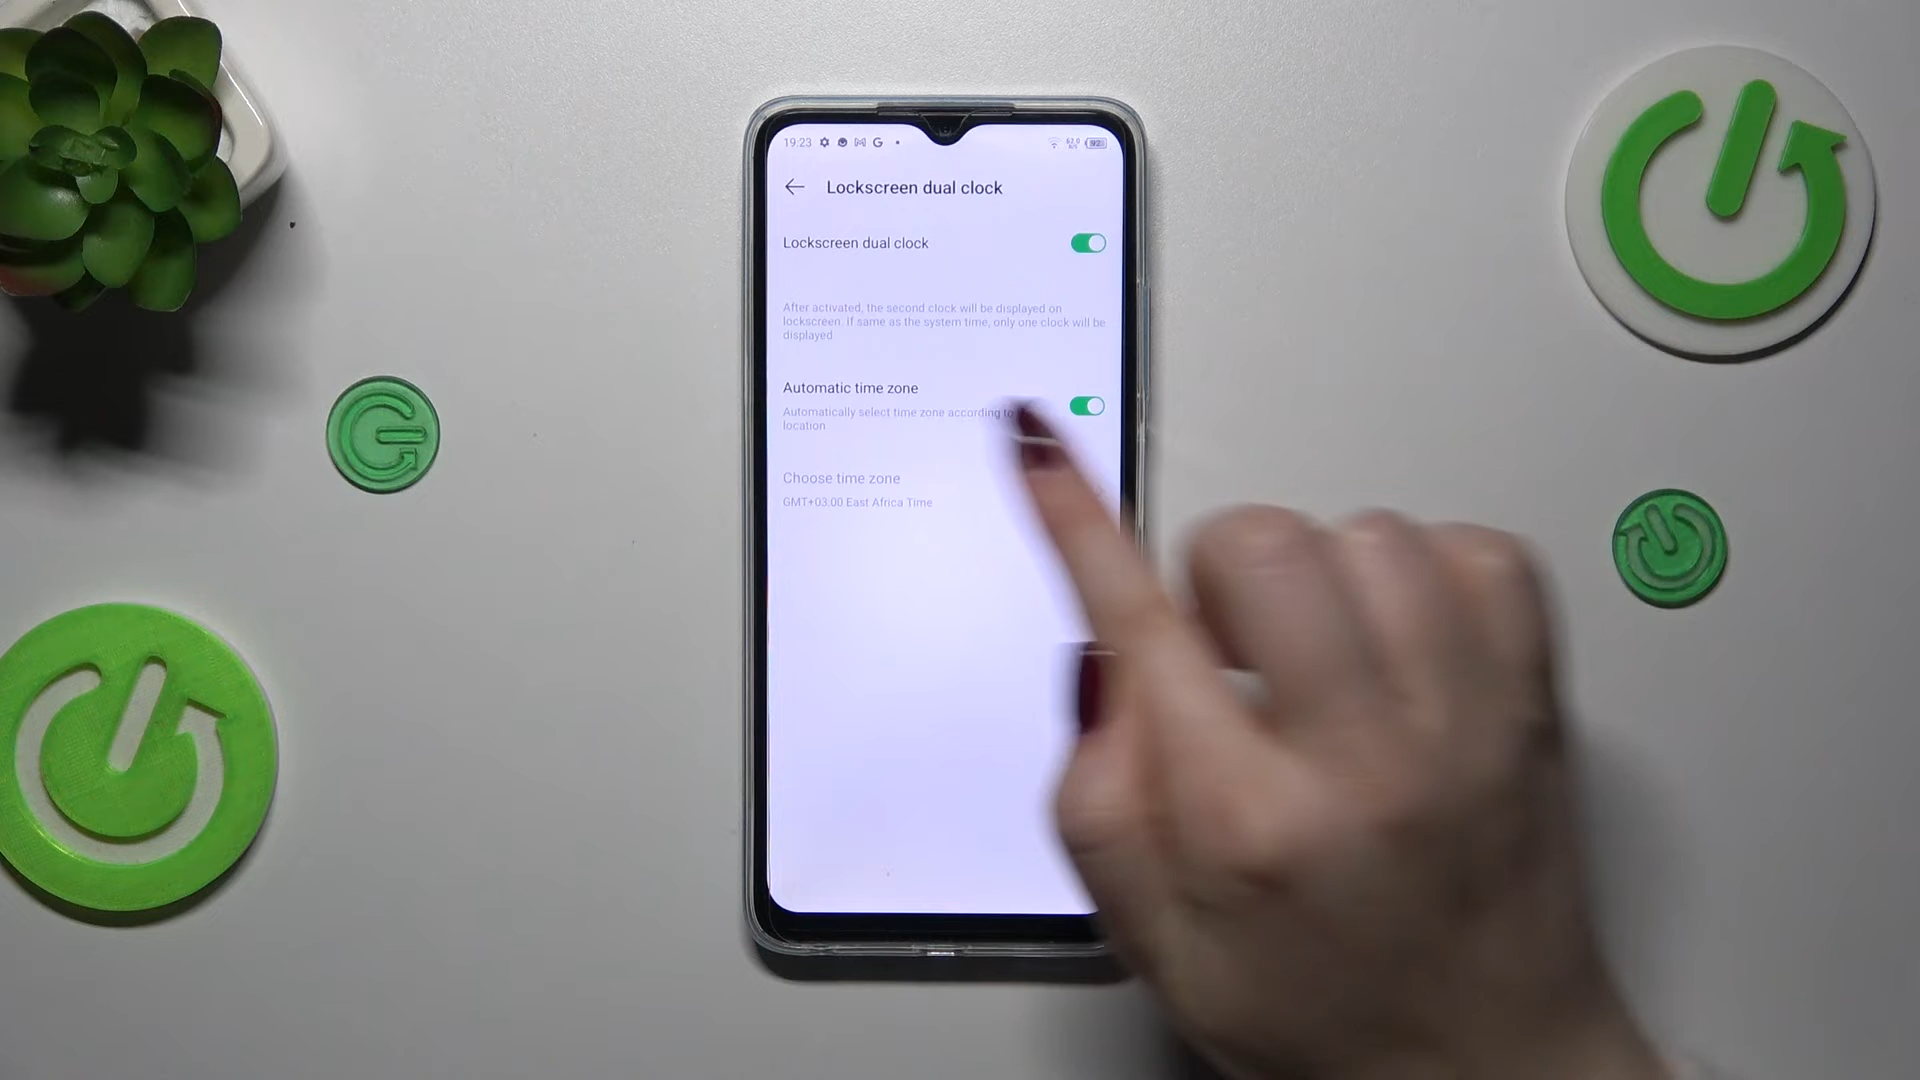 19.23
Lockscreen dual clock
Lockscreen dual clock
After activated, the second clock will be displayed on
lockscreen. If same as the system time, only one clock will be
displayed
Automatic time zone
Automatically select time zone according to
location
Choose time zone
GMT+03:00 East Africa Time